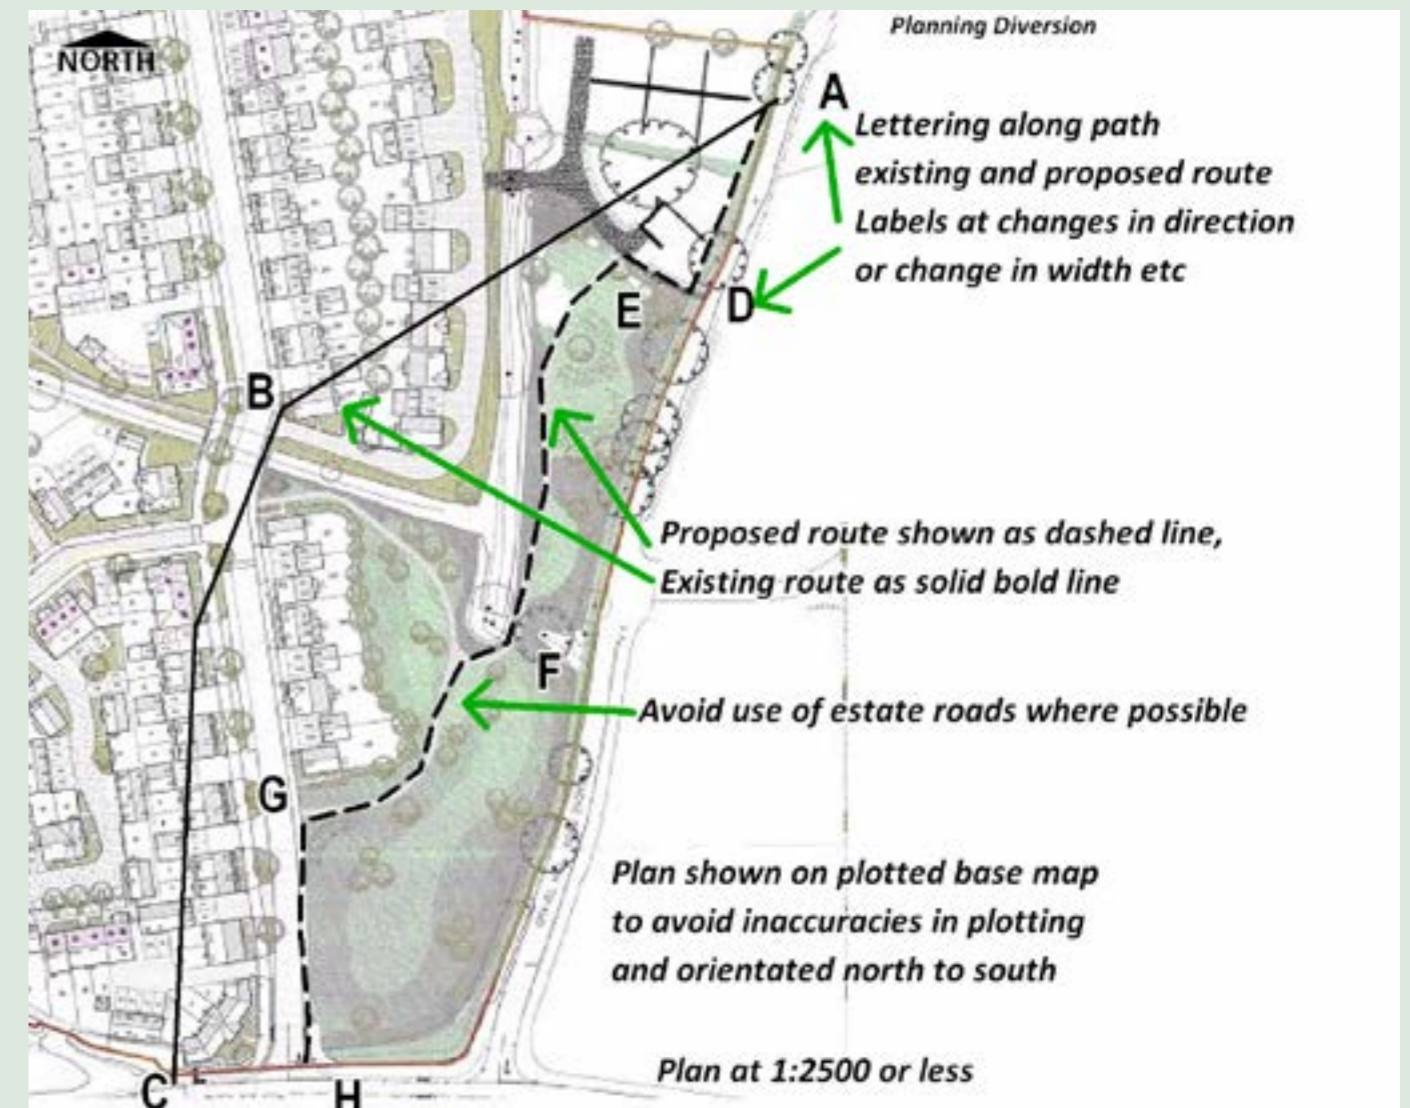 Planning Diversion
NORTH
A
Lettering along path
existing and proposed route
Labels at changes in direction
or change in width etc
D
E
B
Proposed route shown as dashed line,
Existing route as solid bold line
F
Avoid use of estate roads where possible
G
Plan shown on plotted base map
to avoid inaccuracies in plotting
and orientated north to south
Plan at 1:2500 or less
C
H